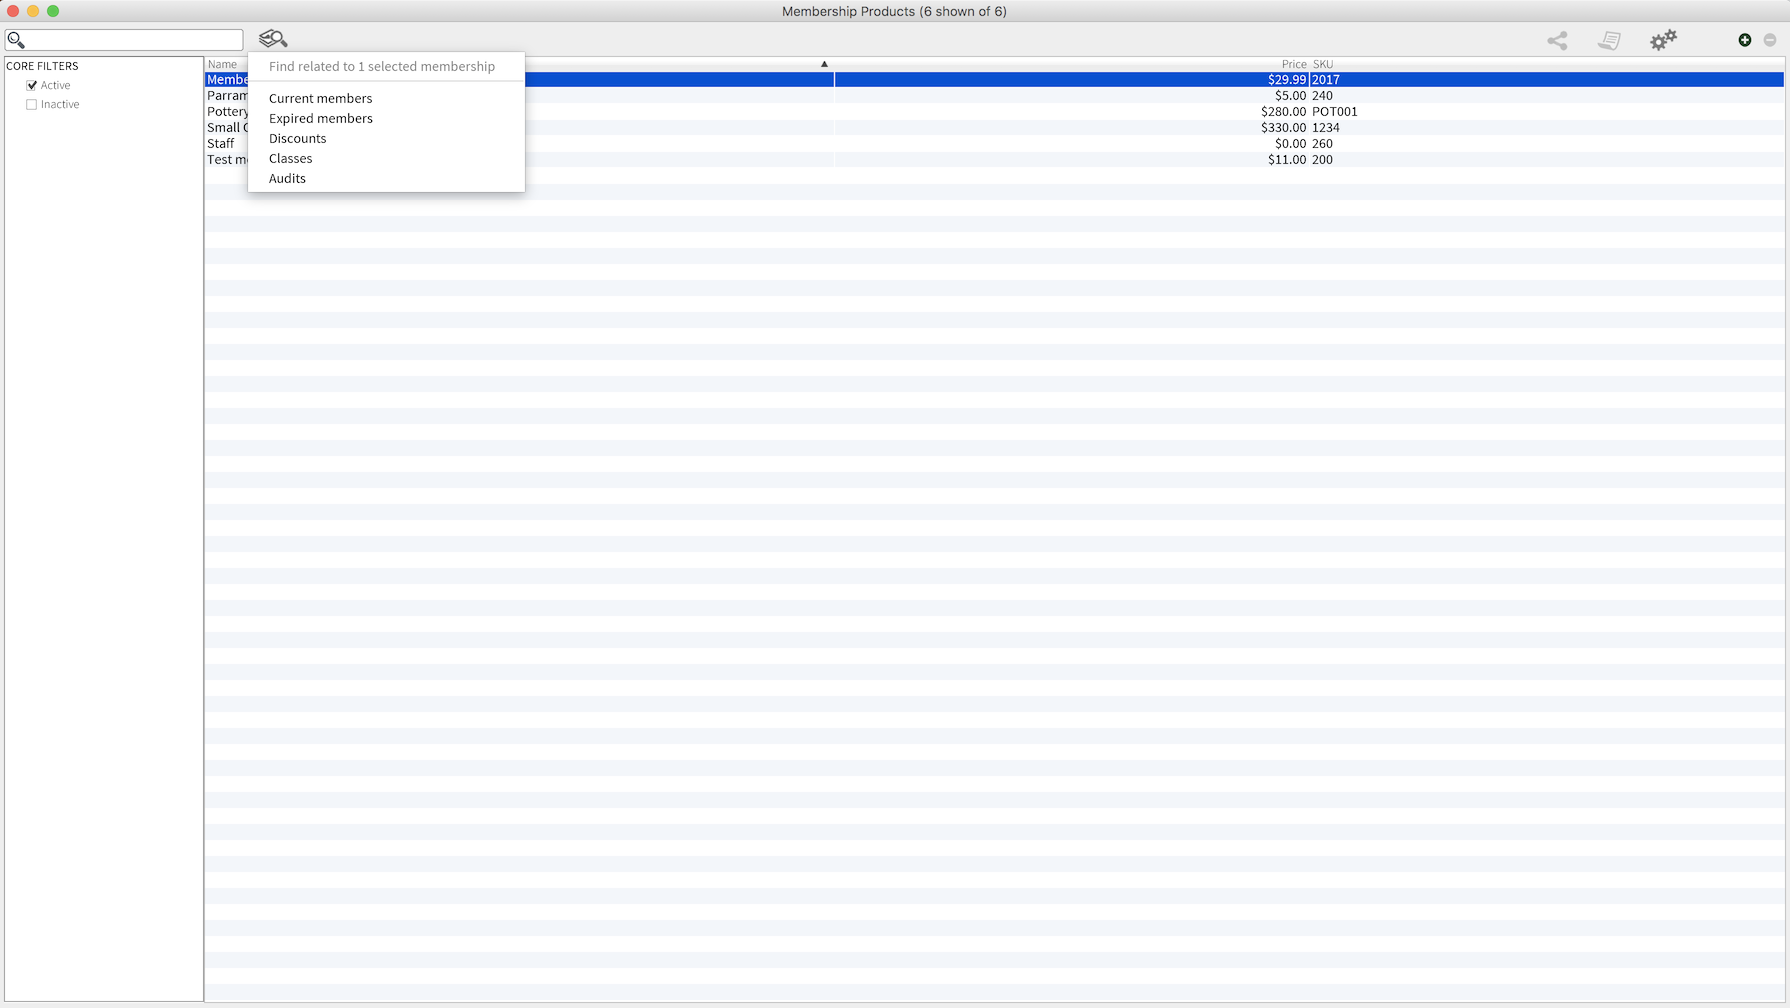 Membership Products (6 shown of 6)
CORE FILTERS
Active
Inactive
Find related to 1 selected membership
Current members
Expired members
Discounts
Classes
Audits
Name Price SKU
Membe $29.99 2017
Parram $5.00 240
Pottery $280.00 POT001
Small $330.00 1234
Staff $0.00 260
Test m $11.00 200